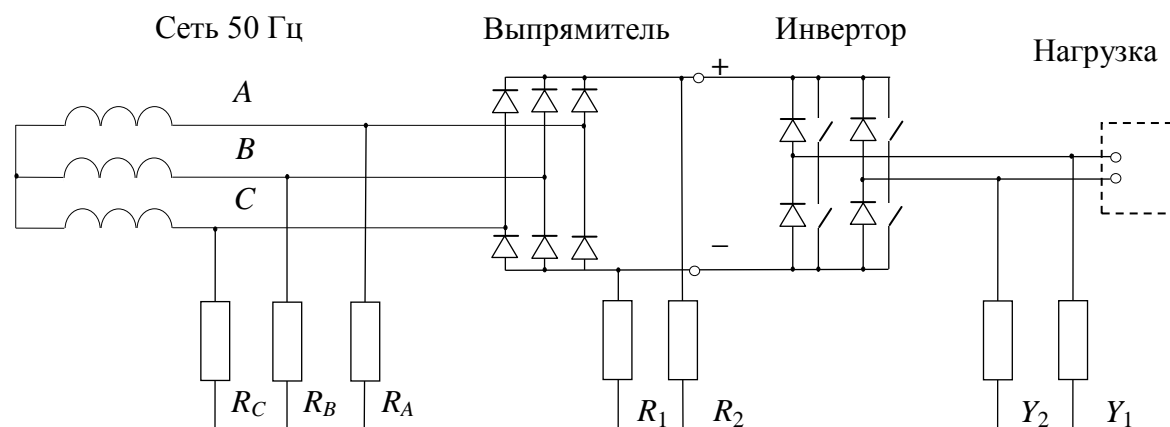 Сеть 50 Гц
Выпрямитель
Инвертор
Нагрузка
A
B
C
+
−
R_C
R_B
R_A
R_1
R_2
Y_2
Y_1